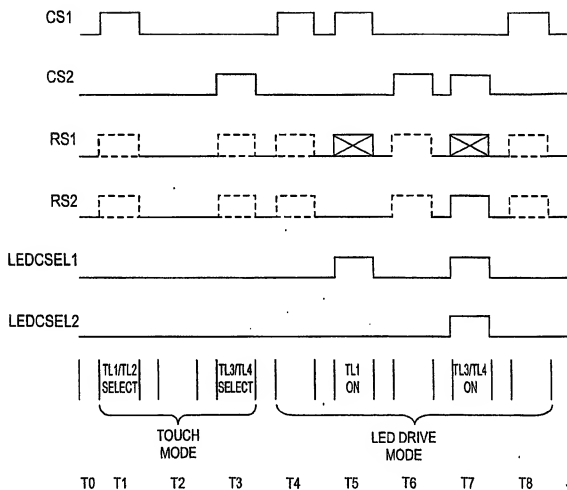 CS1
CS2
RS1
RS2
LEDCSEL1
LEDCSEL2
TL1/TL2 SELECT
TL3/TL4 SELECT
TL1 ON
TL3/TL4 ON
TOUCH MODE
LED DRIVE MODE
T0 T1 T2 T3 T4 T5 T6 T7 T8